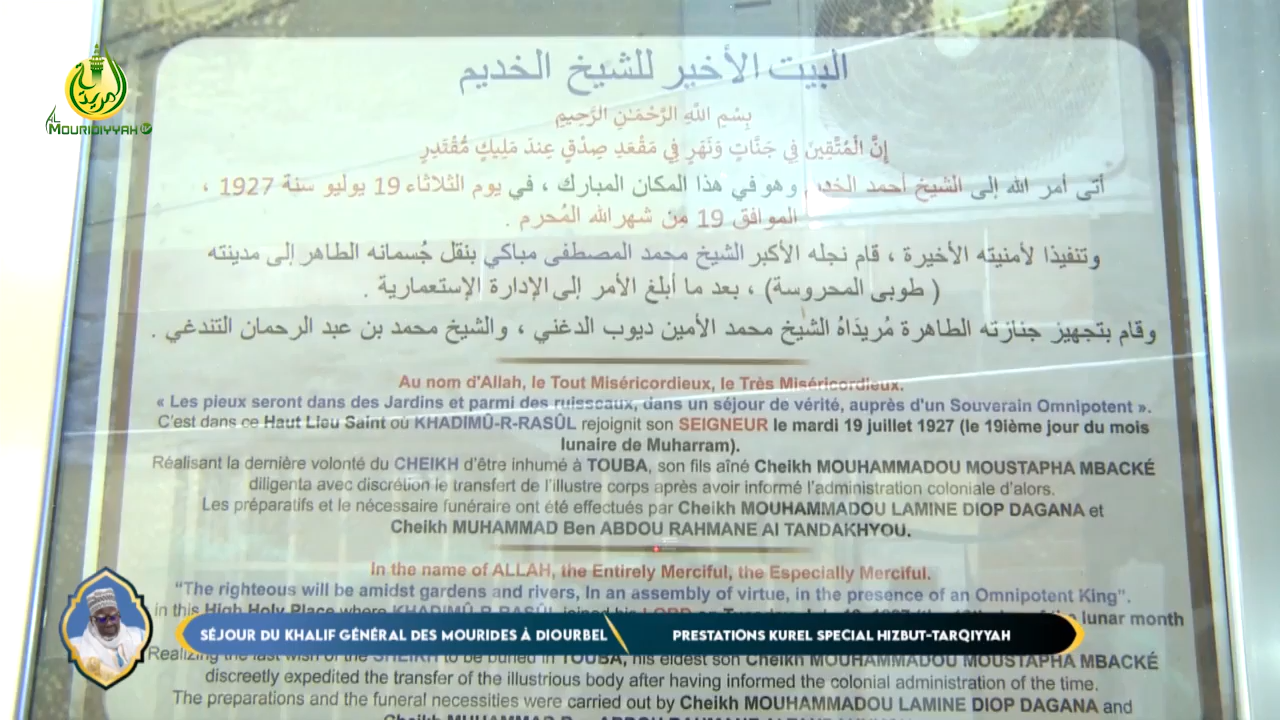 البيت الأخير للشيخ الخديم
بِسْمِ اللَّهِ الرَّحْمَـٰنِ الرَّحِيمِ
إِنَّ الْمُتَّقِينَ فِي جَنَّاتٍ وَنَهَرٍ فِي مَقْعَدِ صِدْقٍ عِندَ مَلِيكٍ مُّقْتَدِرٍ
أتى أمر الله إلى الشيخ أحمد الخديم وهو في هذا المكان المبارك ، في يوم الثلاثاء 19 يوليو سنة 1927 ،
الموافق 19 من شهر الله المُحرم .
وتنفيذا لأمنيته الأخيرة ، قام نجله الأكبر الشيخ محمد المصطفى مباكي بنقل جُسمانه الطاهر إلى مدينته
( طوبى المحروسة) ، بعد ما أبلغ الأمر إلى الإدارة الإستعمارية .
وقام بتجهيز جنازته الطاهرة مُريدَاهُ الشيخ محمد الأمين ديوب الدغني ، والشيخ محمد بن عبد الرحمان التندغي .
مريدية
AL MOURIDIYYAH TV
Au nom d'Allah, le Tout Miséricordieux, le Très Miséricordieux.
« Les pieux seront dans des Jardins et parmi des ruisseaux, dans un séjour de vérité, auprès d'un Souverain Omnipotent ».
C'est dans ce Haut Lieu Saint où KHADIMÛ-R-RASÛL rejoignit son SEIGNEUR le mardi 19 juillet 1927 (le 19ième jour du mois
lunaire de Muharram).
Réalisant la dernière volonté du CHEIKH d'être inhumé à TOUBA, son fils aîné Cheikh MOUHAMMADOU MOUSTAPHA MBACKÉ
diligenta avec discrétion le transfert de l'illustre corps après avoir informé l'administration coloniale d'alors.
Les préparatifs et le nécessaire funéraire ont été effectués par Cheikh MOUHAMMADOU LAMINE DIOP DAGANA et
Cheikh MUHAMMAD Ben ABDOU RAHMANE Al TANDAKHYOU.
In the name of ALLAH, the Entirely Merciful, the Especially Merciful.
“The righteous will be amidst gardens and rivers, In an assembly of virtue, in the presence of an Omnipotent King”.
in this High Holy Place where KHADIMÛ-R-RASÛL joined his LORD on lunar month
SÉJOUR DU KHALIF GÉNÉRAL DES MOURIDES À DIOURBEL PRESTATIONS KUREL SPECIAL HIZBUT-TARQIYYAH
Realizing the last wish of the SHEIKH to be buried in TOUBA, his eldest son Cheikh MOUHAMMADOU MOUSTAPHA MBACKÉ
discreetly expedited the transfer of the illustrious body after having informed the colonial administration of the time.
The preparations and the funeral necessities were carried out by Cheikh MOUHAMMADOU LAMINE DIOP DAGANA and